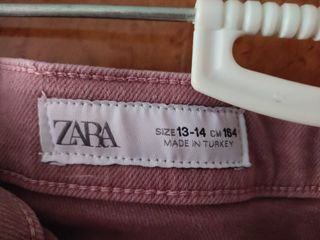 ZARA
SIZE 13-14 CM 164
MADE IN TURKEY